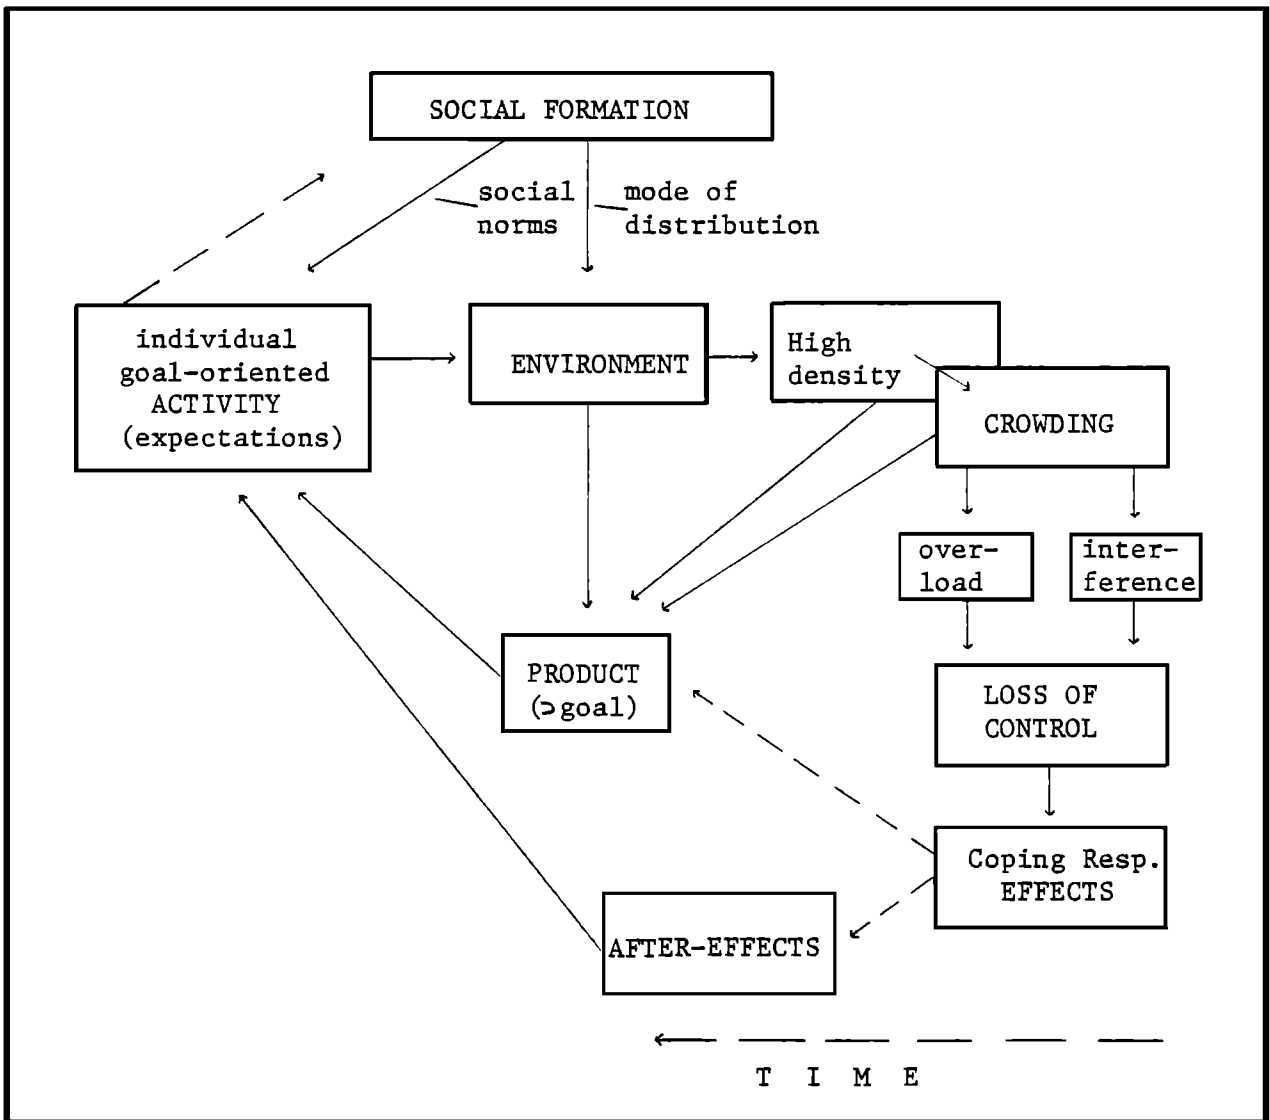 SOCIAL FORMATION
social
norms
mode of
distribution
individual
goal-oriented
ACTIVITY
(expectations)
ENVIRONMENT
High
density
CROWDING
over-
load
inter-
ference
PRODUCT
(⊃goal)
LOSS OF
CONTROL
Coping Resp.
EFFECTS
AFTER-EFFECTS
T I M E